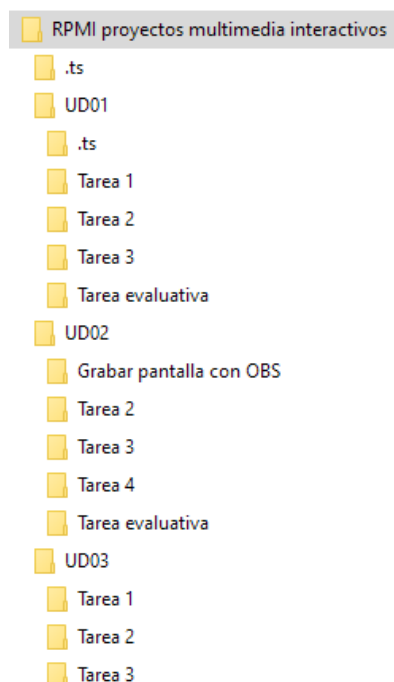 RPMI proyectos multimedia interactivos
.ts
UD01
.ts
Tarea 1
Tarea 2
Tarea 3
Tarea evaluativa
UD02
Grabar pantalla con OBS
Tarea 2
Tarea 3
Tarea 4
Tarea evaluativa
UD03
Tarea 1
Tarea 2
Tarea 3